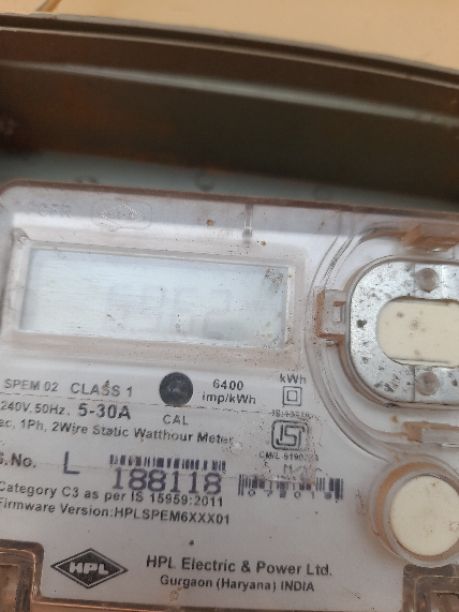 SPEM 02 CLASS 1
6400
imp/kWh
kWh
240V.50Hz. 5-30A
CAL
ac, 1Ph, 2Wire Static Watthour Meter
S.No. L 188118
Category C3 as per IS 15959:2011
Firmware Version:HPLSPEM6XXX01
HPL
HPL Electric & Power Ltd.
Gurgaon (Haryana) INDIA